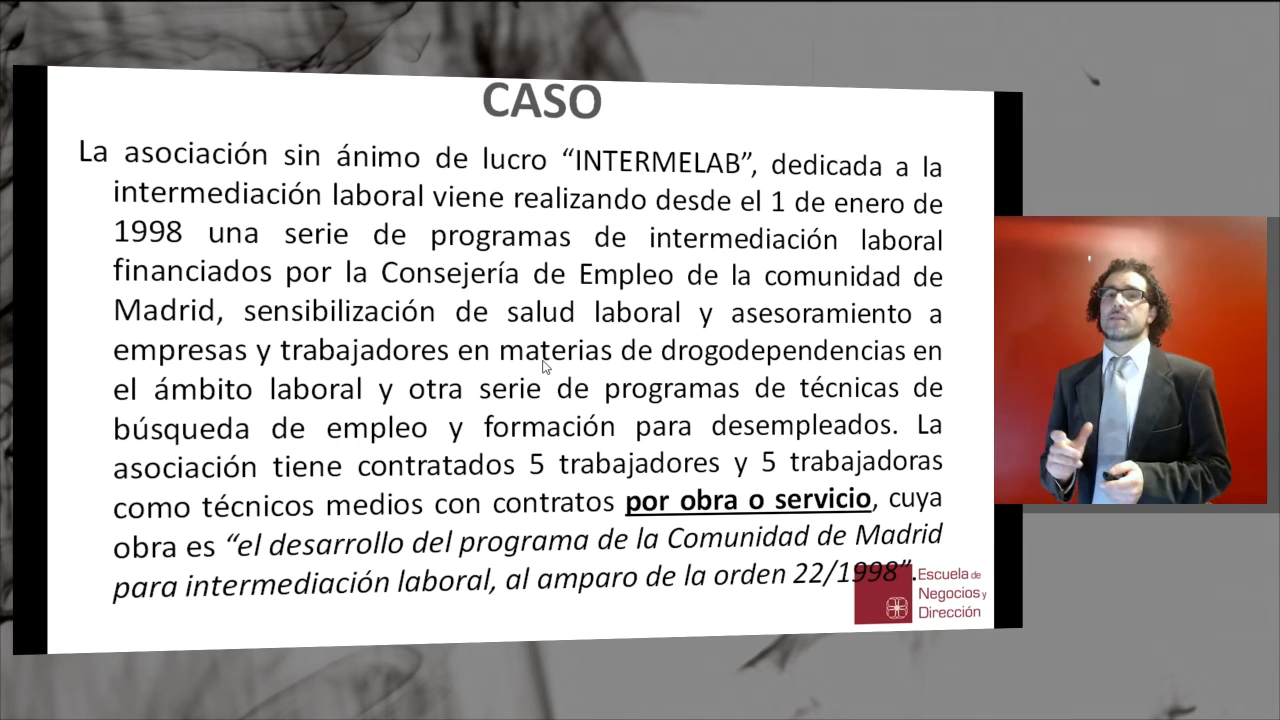 CASO
La asociación sin ánimo de lucro “INTERMELAB”, dedicada a la
intermediación laboral viene realizando desde el 1 de enero de
1998 una serie de programas de intermediación laboral
financiados por la Consejería de Empleo de la comunidad de
Madrid, sensibilización de salud laboral y asesoramiento a
empresas y trabajadores en materias de drogodependencias en
el ámbito laboral y otra serie de programas de técnicas de
búsqueda de empleo y formación para desempleados. La
asociación tiene contratados 5 trabajadores y 5 trabajadoras
como técnicos medios con contratos por obra o servicio, cuya
obra es “el desarrollo del programa de la Comunidad de Madrid
para intermediación laboral, al amparo de la orden 22/1998”.
Escuela de
Negocios y
Dirección